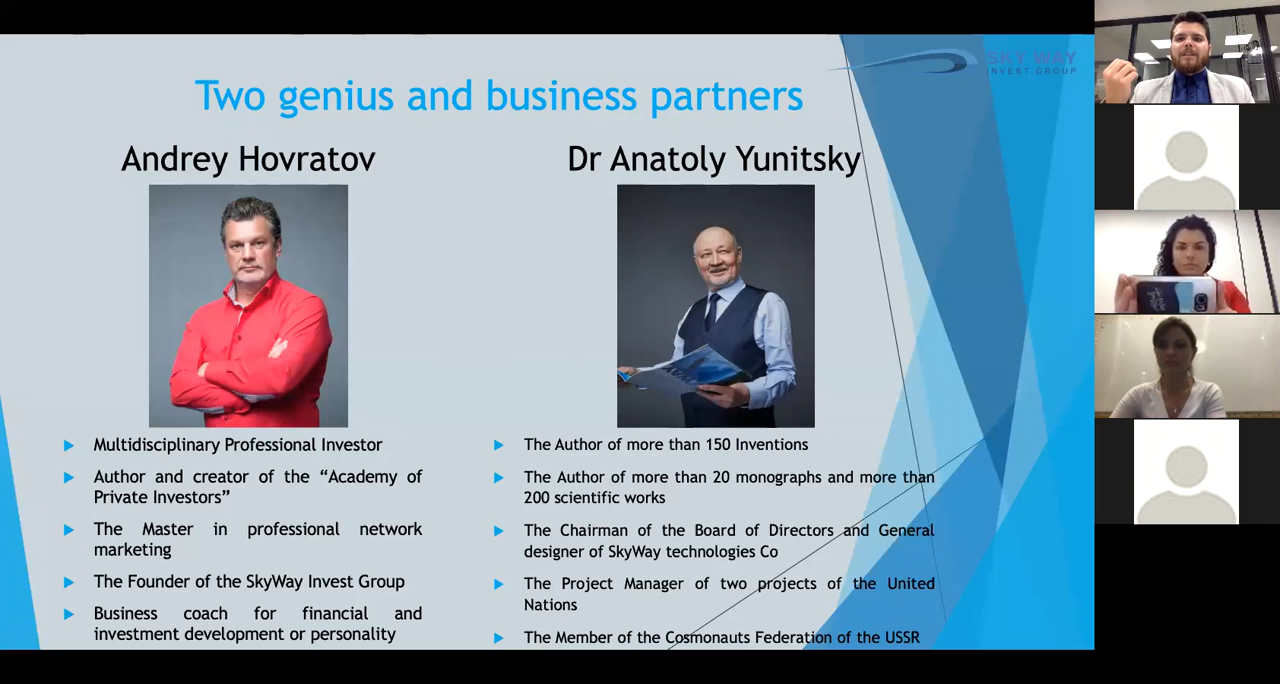 SKY WAY
INVEST GROUP
Two genius and business partners
Andrey Hovratov
Multidisciplinary Professional Investor
Author and creator of the “Academy of
Private Investors”
The Master in professional network
marketing
The Founder of the SkyWay Invest Group
Business coach for financial and
investment development or personality
Dr Anatoly Yunitsky
The Author of more than 150 Inventions
The Author of more than 20 monographs and more than
200 scientific works
The Chairman of the Board of Directors and General
designer of SkyWay technologies Co
The Project Manager of two projects of the United
Nations
The Member of the Cosmonauts Federation of the USSR